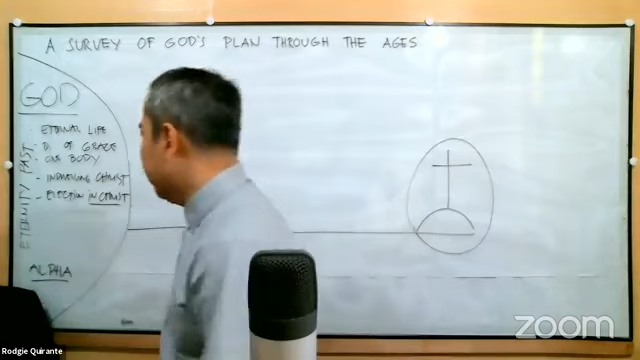 A SURVEY OF GOD'S PLAN THROUGH THE AGES
GOD
ETERNAL LIFE
D. OF GRACE
ONE BODY
- INDWELLING CHRIST
- ELECTION IN CHRIST
ETERNITY PAST
ALPHA
Rodgie Quirante
zoom